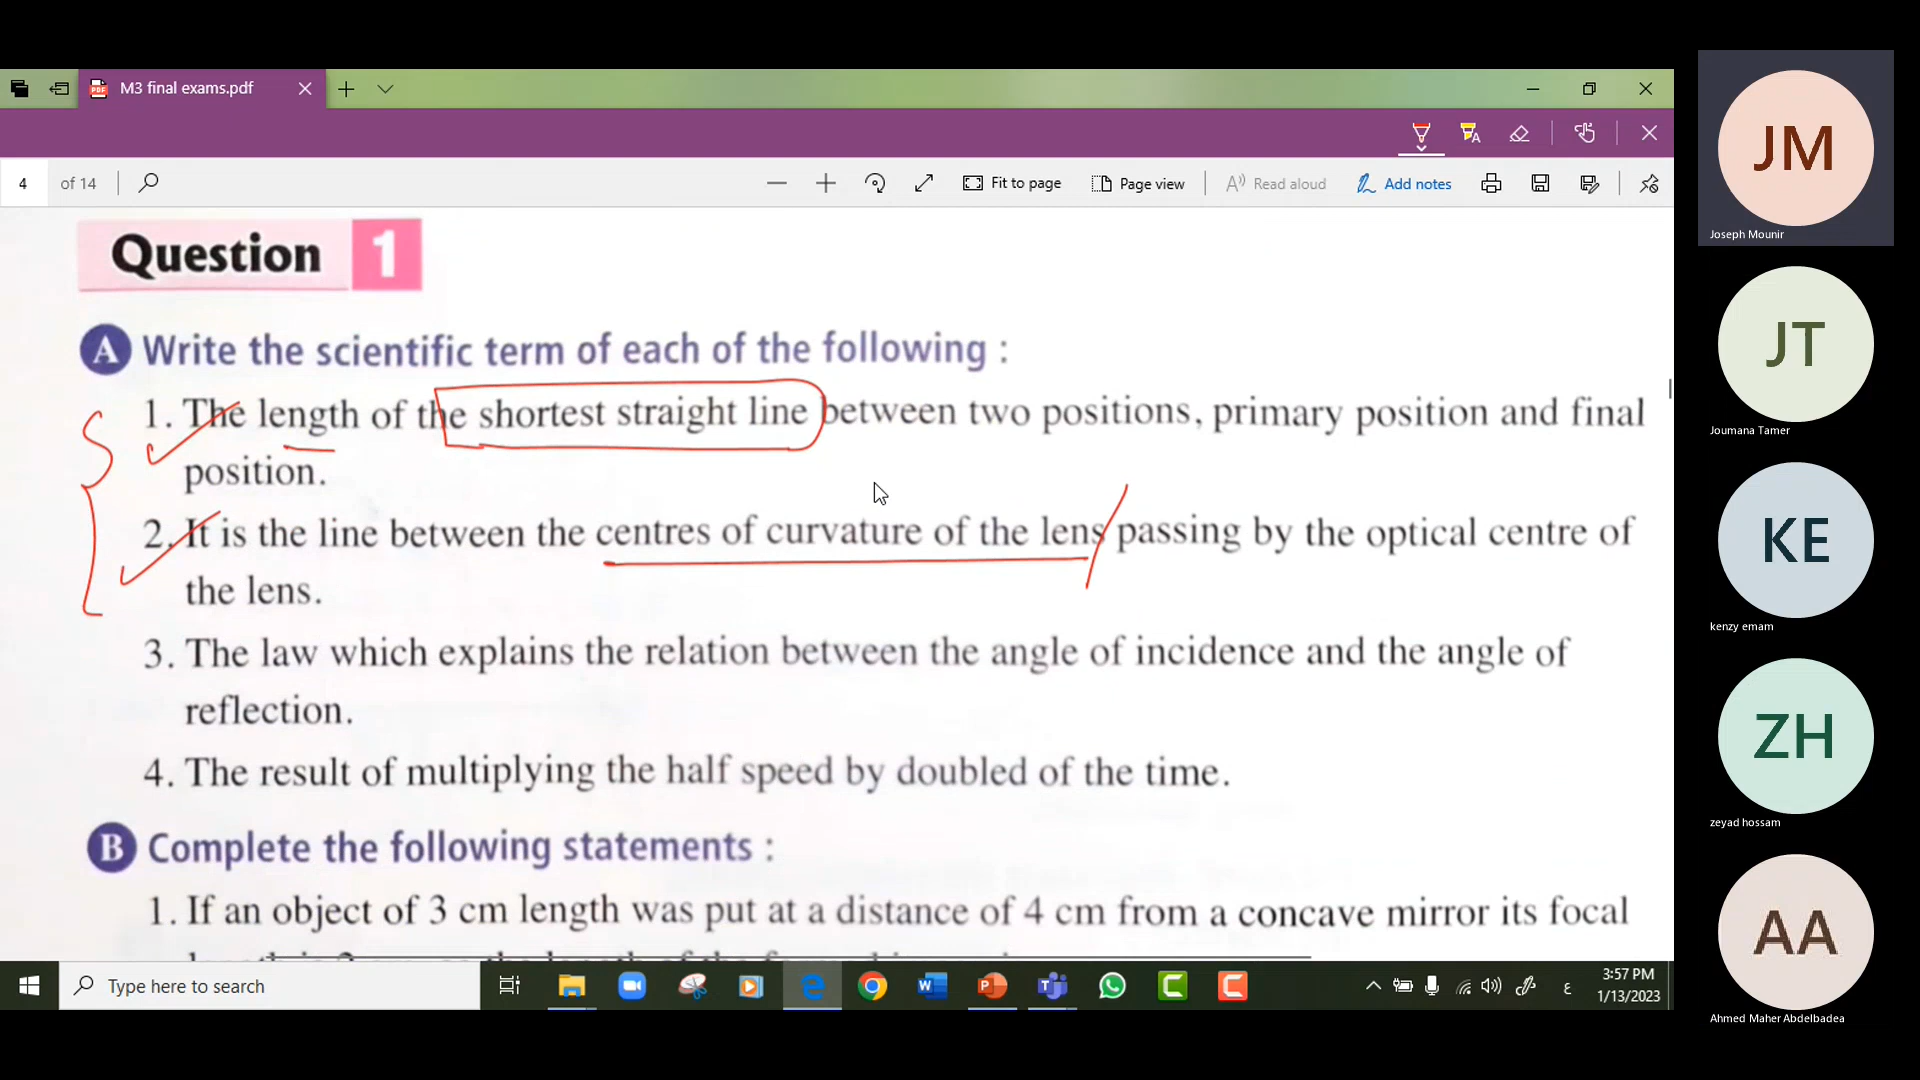 M3 final exams.pdf
4 of 14
Fit to page
Page view
Read aloud
Add notes
Question 1
A Write the scientific term of each of the following :
1. The length of the shortest straight line between two positions, primary position and final
position.
2. It is the line between the centres of curvature of the lens passing by the optical centre of
the lens.
3. The law which explains the relation between the angle of incidence and the angle of
reflection.
4. The result of multiplying the half speed by doubled of the time.
B Complete the following statements :
1. If an object of 3 cm length was put at a distance of 4 cm from a concave mirror its focal
Type here to search
ع
3:57 PM
1/13/2023
JM
Joseph Mounir
JT
Joumana Tamer
KE
kenzy emam
ZH
zeyad hossam
AA
Ahmed Maher Abdelbadea